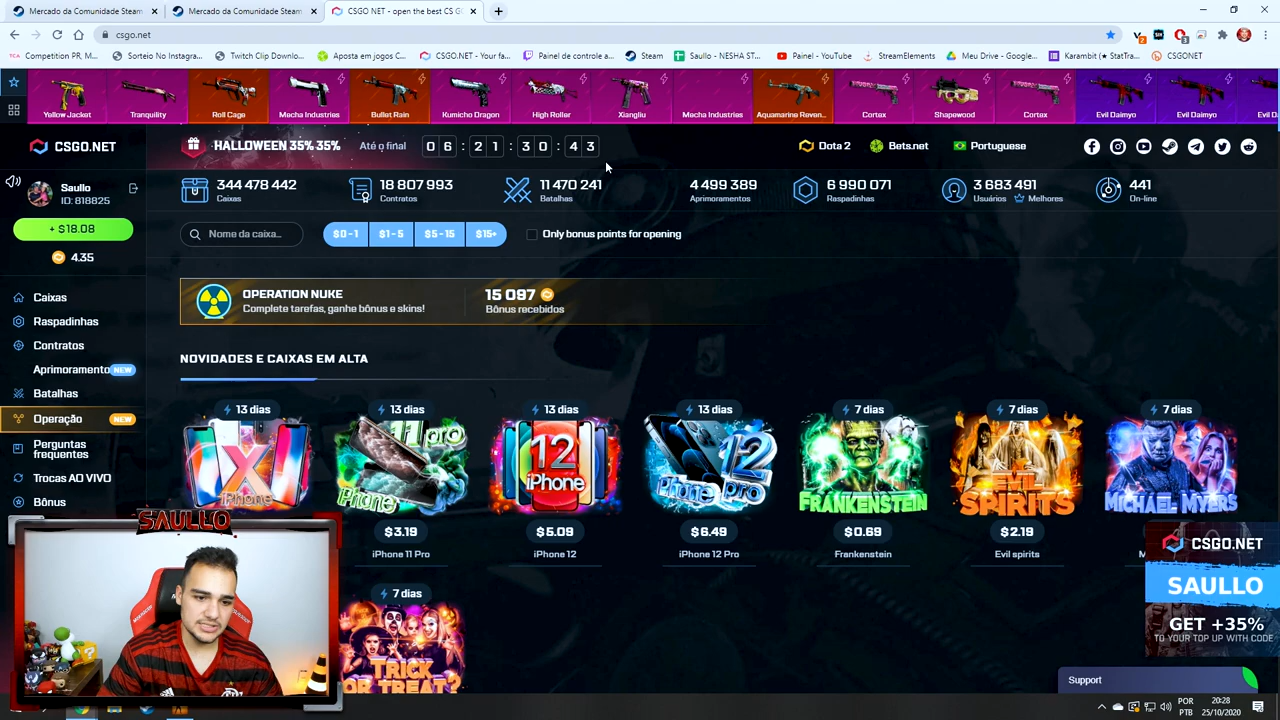 Mercado da Comunidade Steam
Mercado da Comunidade Steam
CSGO.NET - open the best CS GO
csgo.net
Competition PR, M...
Sorteio No Instagra...
Twitch Clip Downlo...
Aposta em jogos C...
CSGO.NET - Your fa...
Painel de controle a...
Steam
Saullo - NESHA ST...
Painel - YouTube
StreamElements
Meu Drive - Google...
Karambit (★ StatTra...
CSGONET
Yellow Jacket
Tranquility
Roll Cage
Mecha Industries
Bullet Rain
Kumicho Dragon
High Roller
Xiangliu
Mecha Industries
Aquamarine Reven...
Cortex
Shapewood
Cortex
Evil Daimyo
Evil Daimyo
Evil D
CSGO.NET
HALLOWEEN 35% 35%
Até o final
06 : 21 : 30 : 43
Dota 2
Bets.net
Portuguese
Saullo
ID: 818825
344 478 442
Caixas
18 807 993
Contratos
11 470 241
Batalhas
4 499 389
Aprimoramentos
6 990 071
Raspadinhas
3 683 491
Usuários
Melhores
441
On-line
+ $18.08
4.35
Nome da caixa...
$0 - 1
$1 - 5
$5 - 15
$15+
Only bonus points for opening
Caixas
Raspadinhas
Contratos
Aprimoramento
NEW
Batalhas
Operação
NEW
Perguntas
frequentes
Trocas AO VIVO
Bônus
OPERATION NUKE
Complete tarefas, ganhe bônus e skins!
15 097
Bônus recebidos
NOVIDADES E CAIXAS EM ALTA
13 dias
13 dias
13 dias
13 dias
7 dias
7 dias
7 dias
X
iPhone
11 pro
iPhone
12
iPhone
12
iPhone pro
FRANKENSTEIN
EVIL
SPIRITS
MICHAEL MYERS
$3.19
$5.09
$6.49
$0.69
$2.19
iPhone 11 Pro
iPhone 12
iPhone 12 Pro
Frankenstein
Evil spirits
M
7 dias
TRICK
OR TREAT?
SAULLO
CSGO.NET
SAULLO
GET +35%
TO YOUR TOP UP WITH CODE
Support
POR
PTB
20:28
25/10/2020